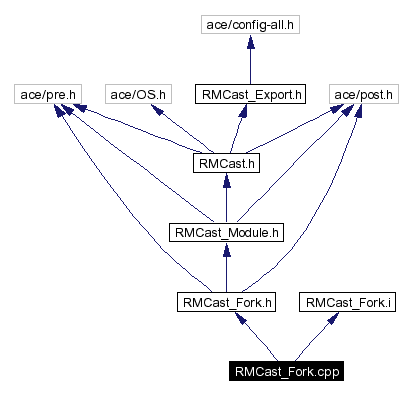 ace/config-all.h
ace/pre.h
ace/OS.h
RMCast_Export.h
ace/post.h
RMCast.h
RMCast_Module.h
RMCast_Fork.h
RMCast_Fork.i
RMCast_Fork.cpp